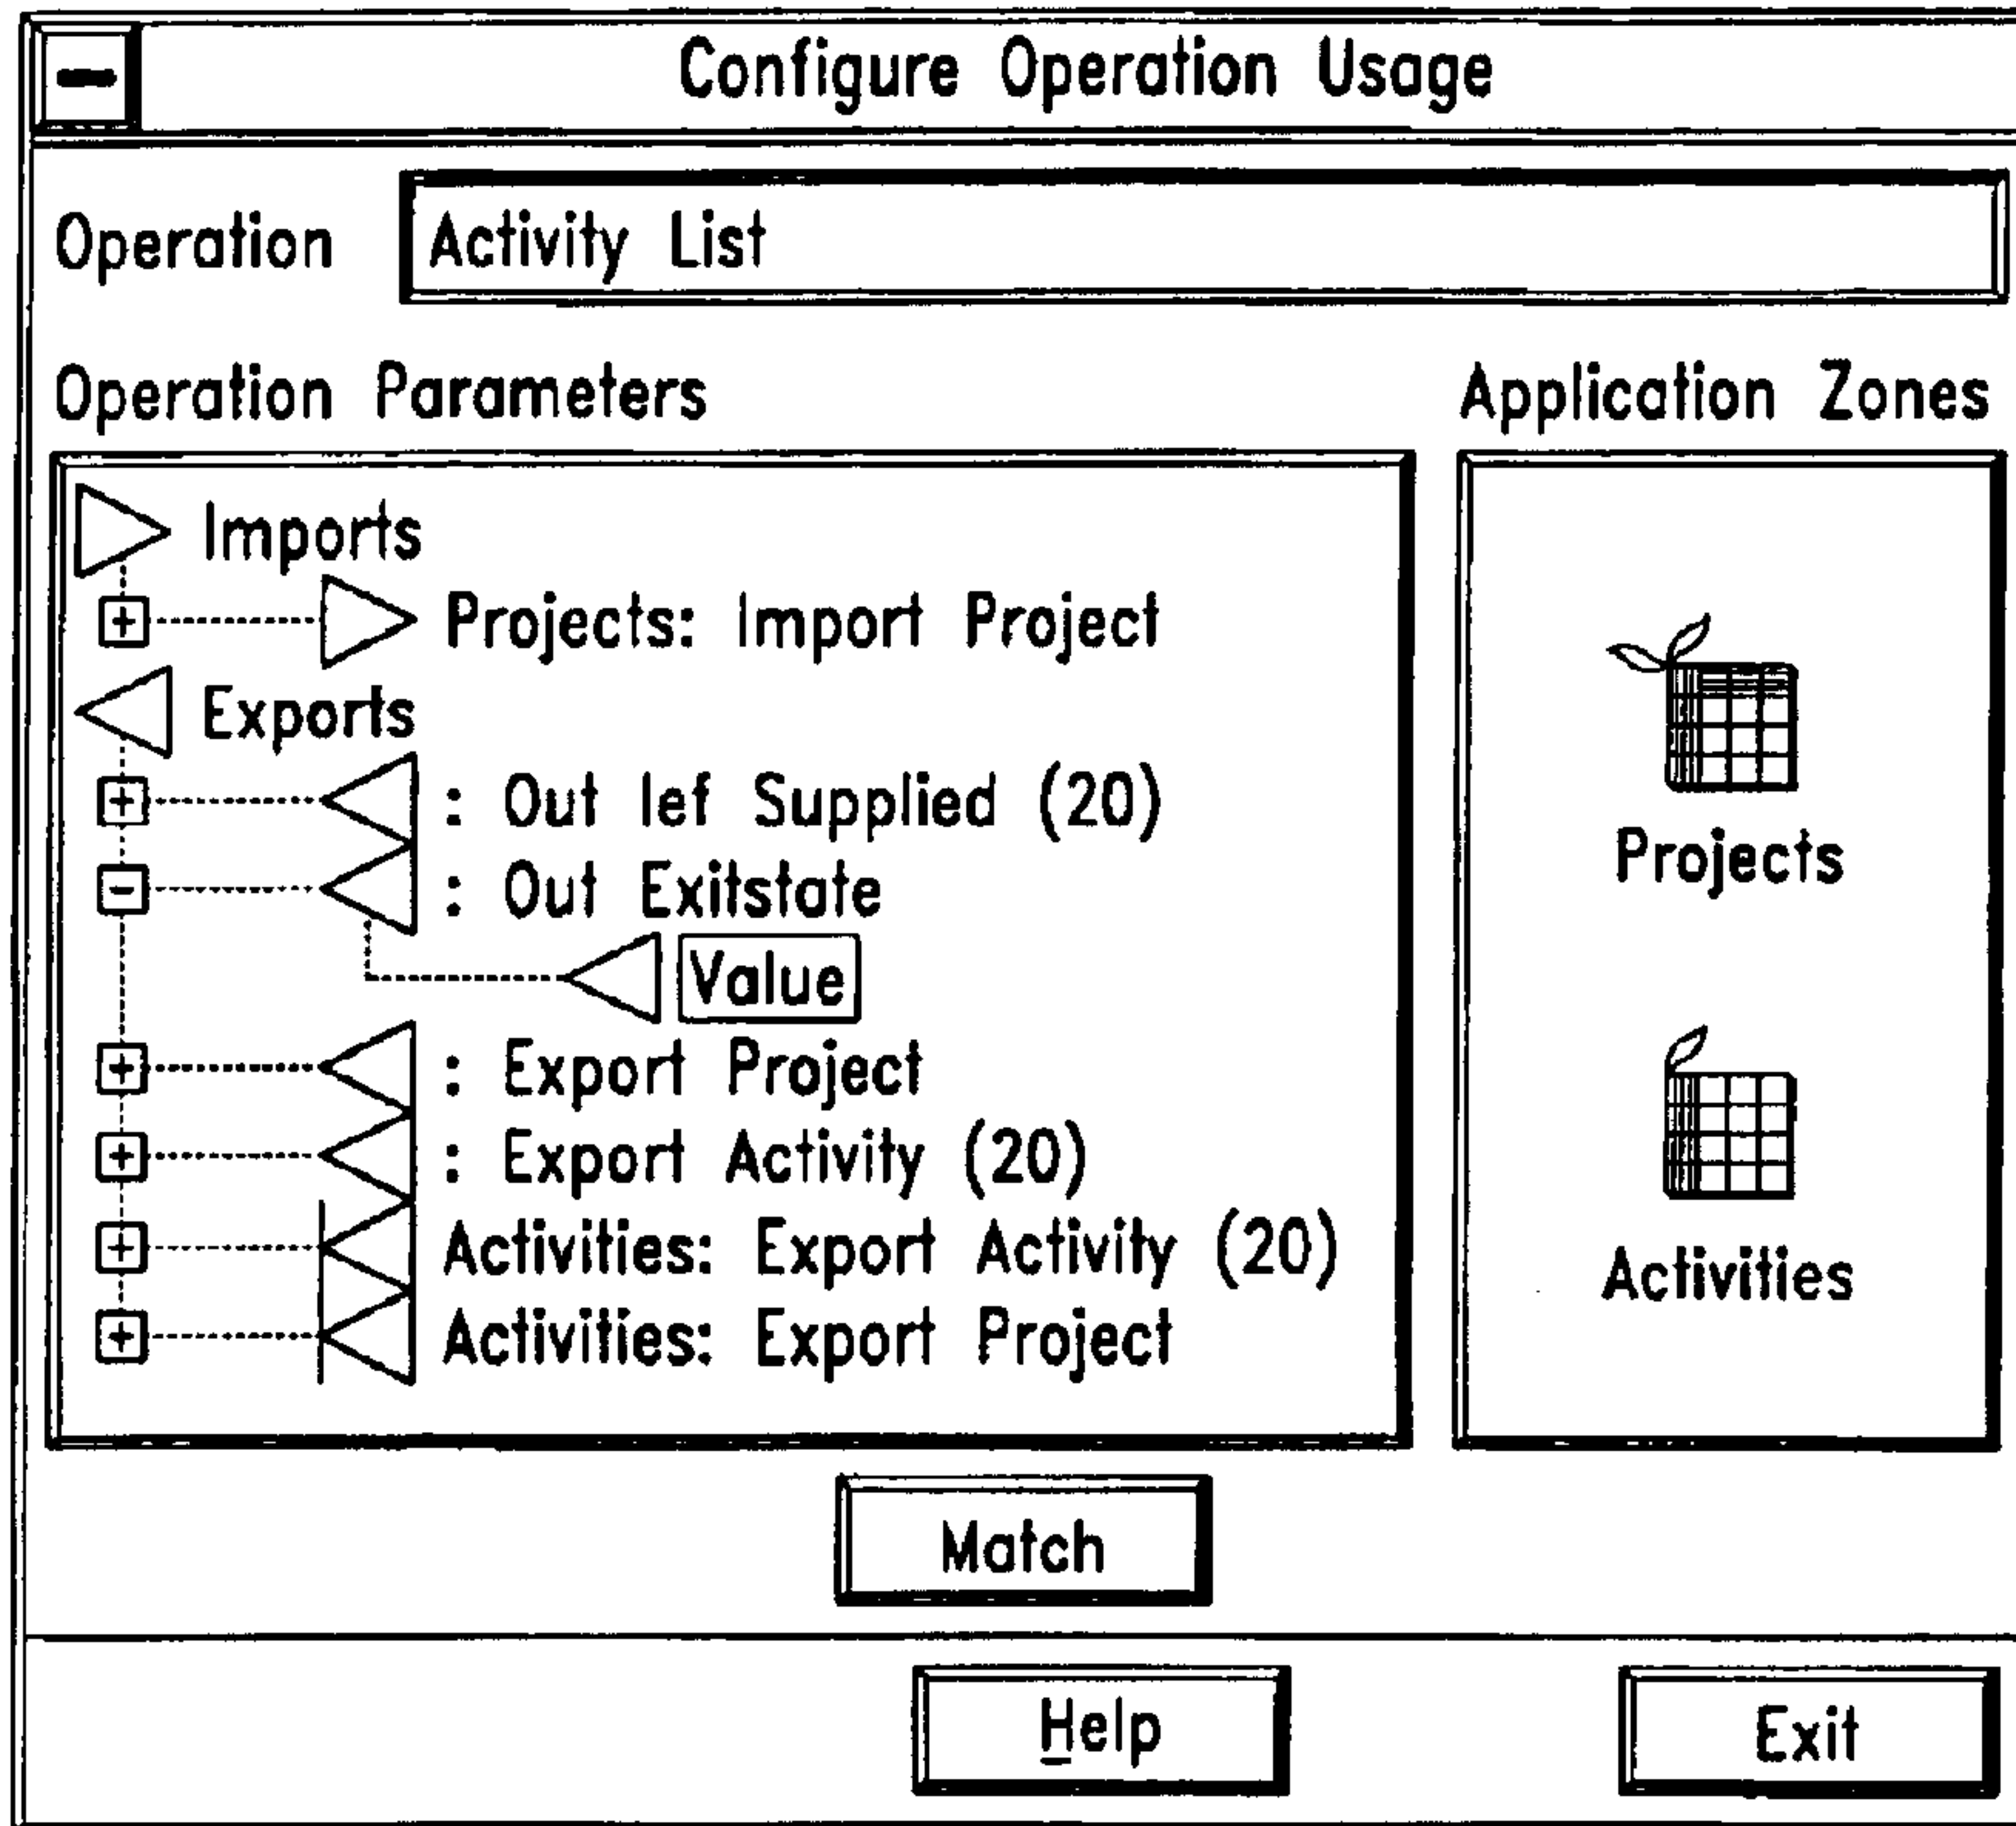 Configure Operation Usage
Operation Activity List
Operation Parameters Application Zones
Imports
Projects: Import Project
Exports
: Out Ief Supplied (20)
: Out Exitstate
Value
: Export Project
: Export Activity (20)
Activities: Export Activity (20)
Activities: Export Project
Projects
Activities
Match
Help Exit